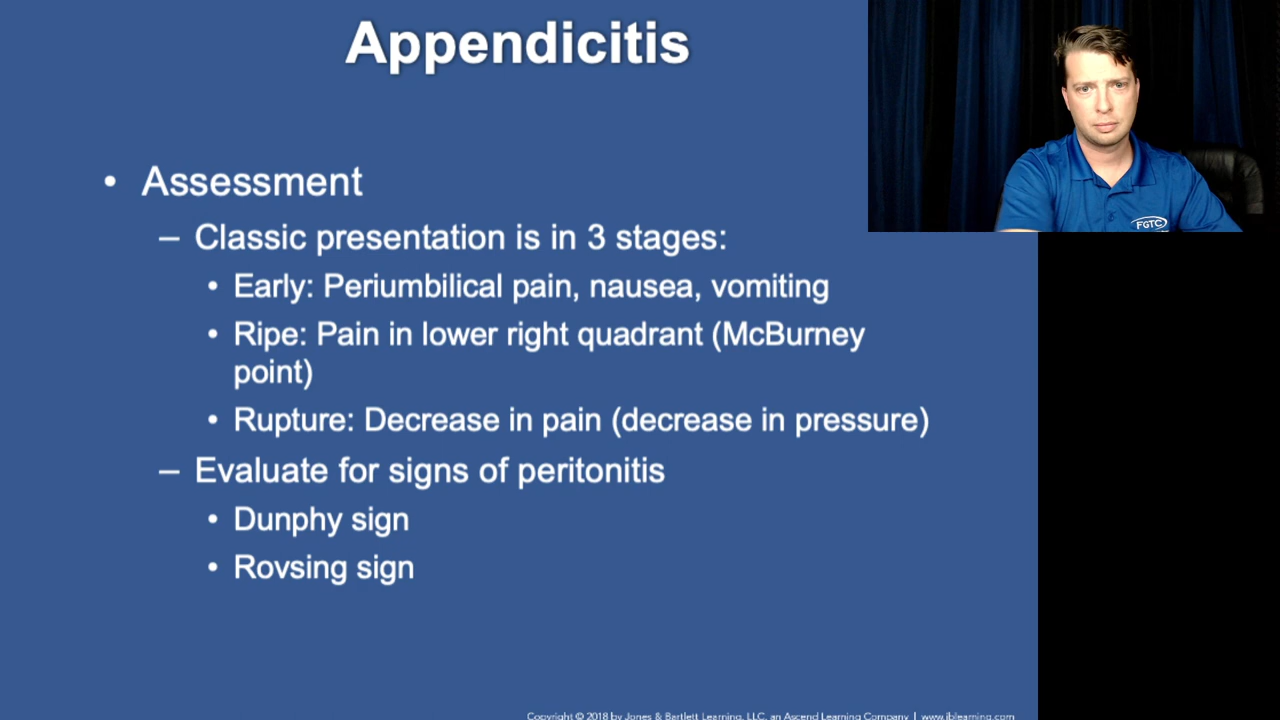 Appendicitis
• Assessment
– Classic presentation is in 3 stages:
• Early: Periumbilical pain, nausea, vomiting
• Ripe: Pain in lower right quadrant (McBurney
point)
• Rupture: Decrease in pain (decrease in pressure)
– Evaluate for signs of peritonitis
• Dunphy sign
• Rovsing sign
FGTC
Copyright © 2018 by Jones & Bartlett Learning, LLC, an Ascend Learning Company | www.jblearning.com